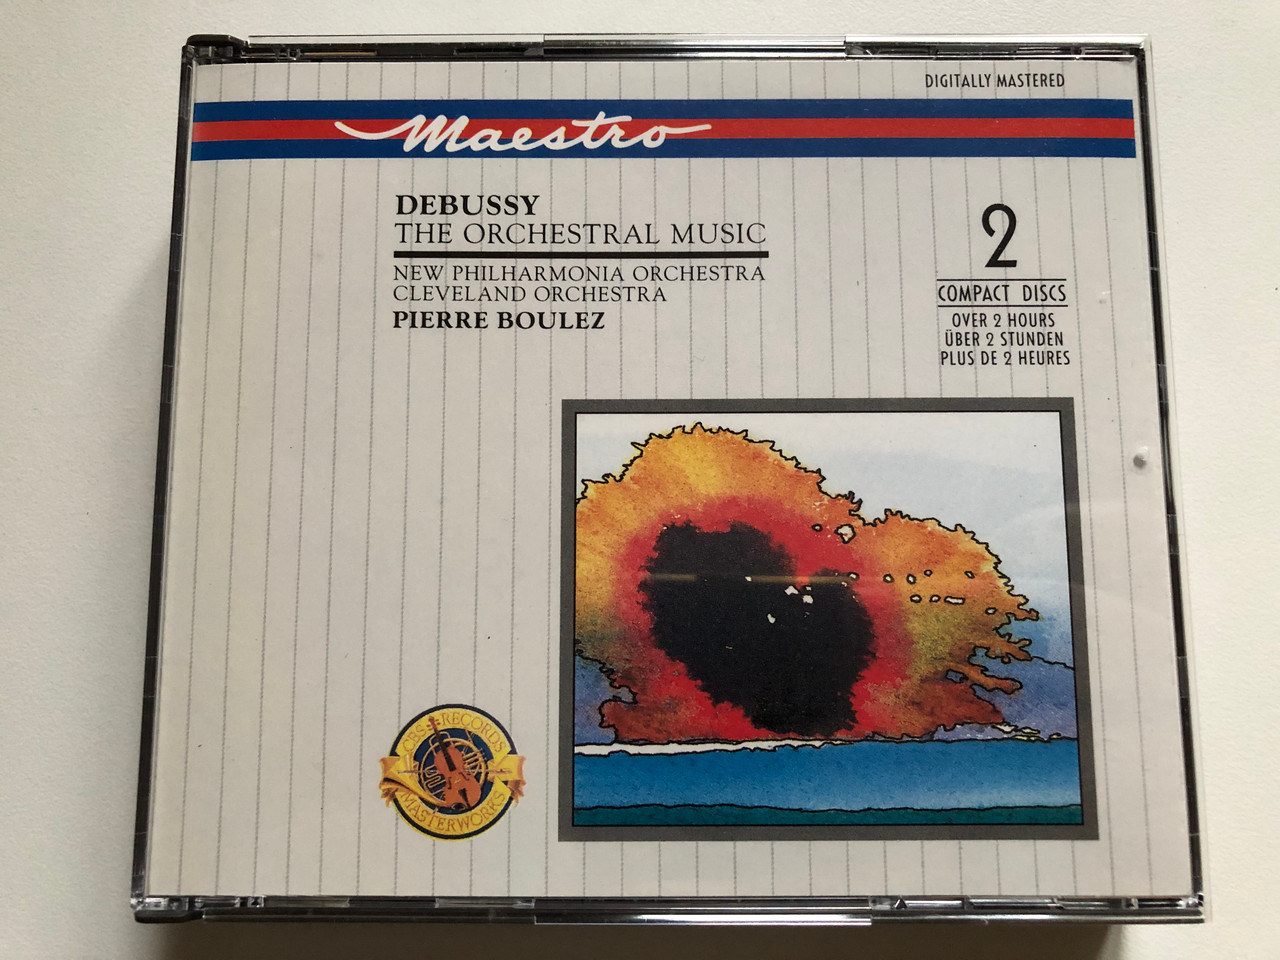 DIGITALLY MASTERED
Maestro
DEBUSSY
THE ORCHESTRAL MUSIC
NEW PHILHARMONIA ORCHESTRA
CLEVELAND ORCHESTRA
PIERRE BOULEZ
2
COMPACT DISCS
OVER 2 HOURS
ÜBER 2 STUNDEN
PLUS DE 2 HEURES
CBS RECORDS
MASTERWORKS